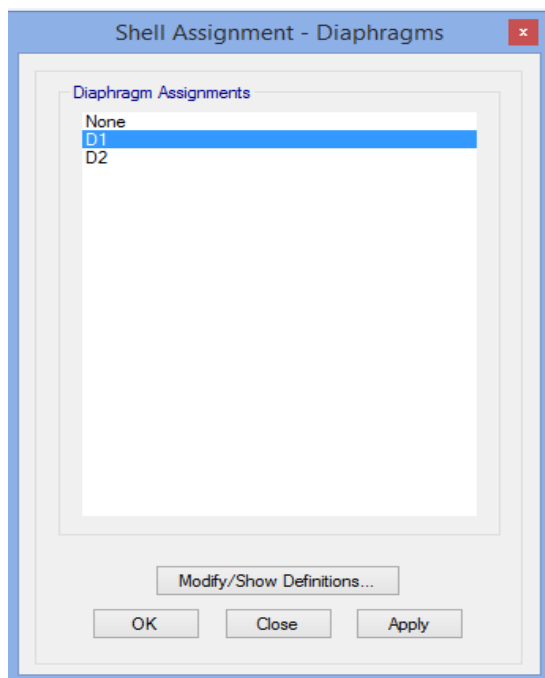 Shell Assignment - Diaphragms
x
Diaphragm Assignments
None
D1
D2
Modify/Show Definitions...
OK Close Apply